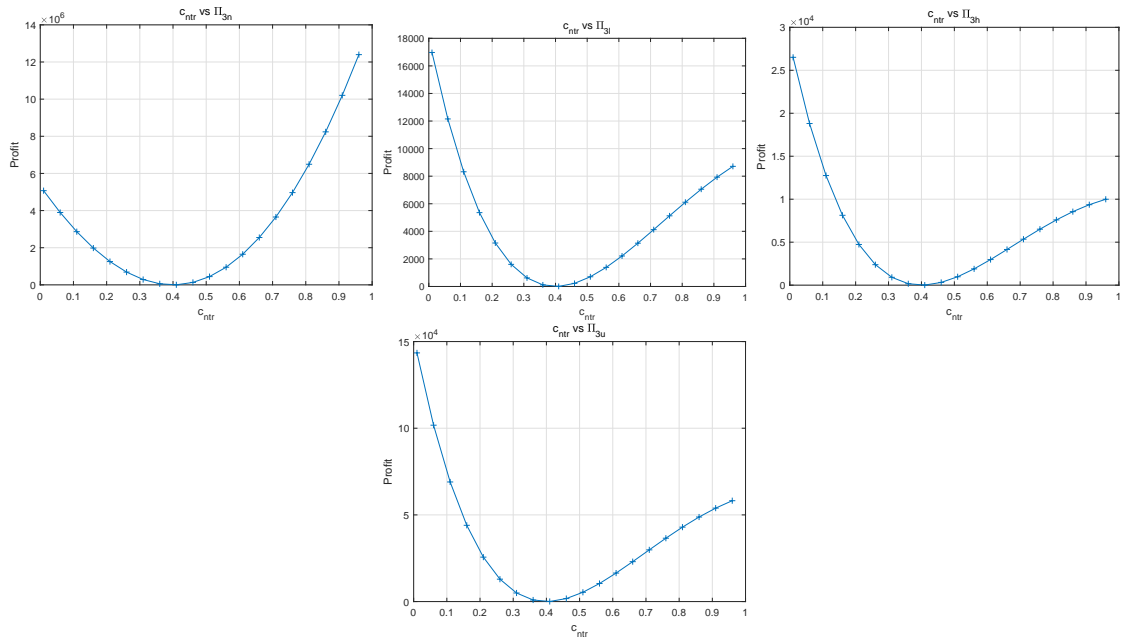 c_ntr vs Π_3n
×10^6
14
12
10
8
6
4
2
0
Profit
0 0.1 0.2 0.3 0.4 0.5 0.6 0.7 0.8 0.9 1
c_ntr
c_ntr vs Π_3l
18000
16000
14000
12000
10000
8000
6000
4000
2000
0
Profit
0 0.1 0.2 0.3 0.4 0.5 0.6 0.7 0.8 0.9 1
c_ntr
c_ntr vs Π_3h
×10^4
3
2.5
2
1.5
1
0.5
0
Profit
0 0.1 0.2 0.3 0.4 0.5 0.6 0.7 0.8 0.9 1
c_ntr
c_ntr vs Π_3u
×10^4
15
10
5
0
Profit
0 0.1 0.2 0.3 0.4 0.5 0.6 0.7 0.8 0.9 1
c_ntr